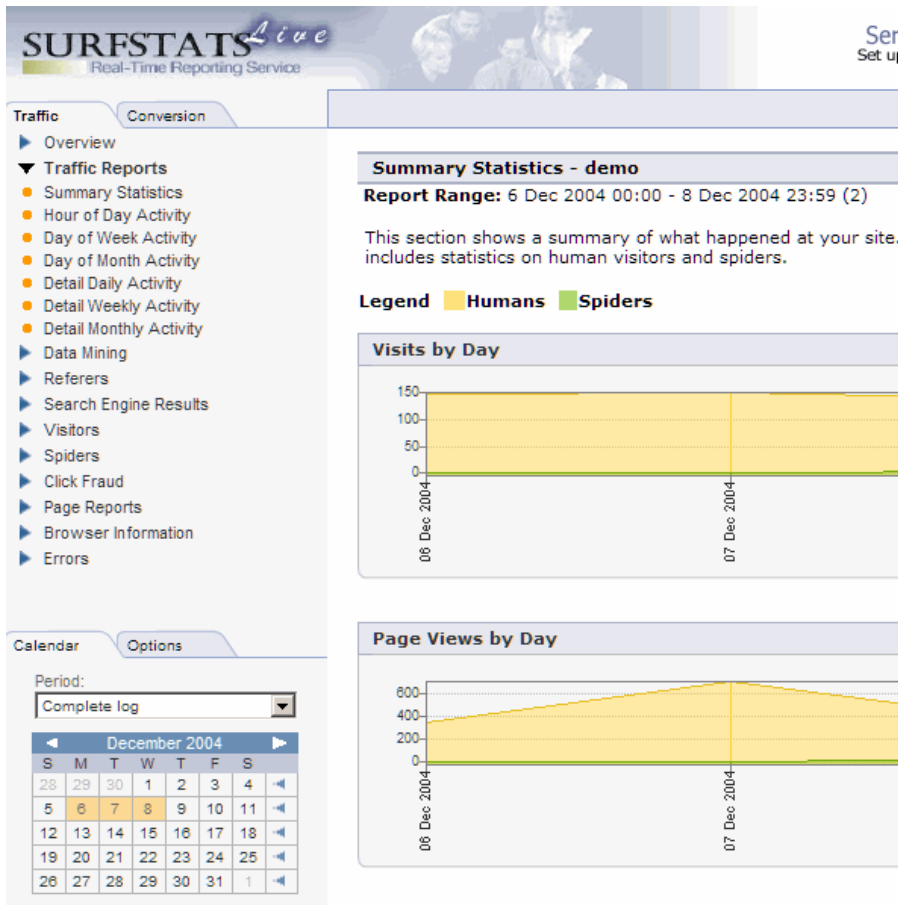 SURFSTATS Live
Real-Time Reporting Service
Set u
Traffic
Conversion
Overview
Traffic Reports
Summary Statistics
Hour of Day Activity
Day of Week Activity
Day of Month Activity
Detail Daily Activity
Detail Weekly Activity
Detail Monthly Activity
Data Mining
Referers
Search Engine Results
Visitors
Spiders
Click Fraud
Page Reports
Browser Information
Errors
Calendar
Options
Period:
Complete log
December 2004
S M T W T F S
28 29 30 1 2 3 4
5 6 7 8 9 10 11
12 13 14 15 16 17 18
19 20 21 22 23 24 25
26 27 28 29 30 31 1
Summary Statistics - demo
Report Range: 6 Dec 2004 00:00 - 8 Dec 2004 23:59 (2)
This section shows a summary of what happened at your site.
includes statistics on human visitors and spiders.
Legend Humans Spiders
Visits by Day
150
100
50
0
06 Dec 2004
07 Dec 2004
Page Views by Day
600
400
200
0
06 Dec 2004
07 Dec 2004